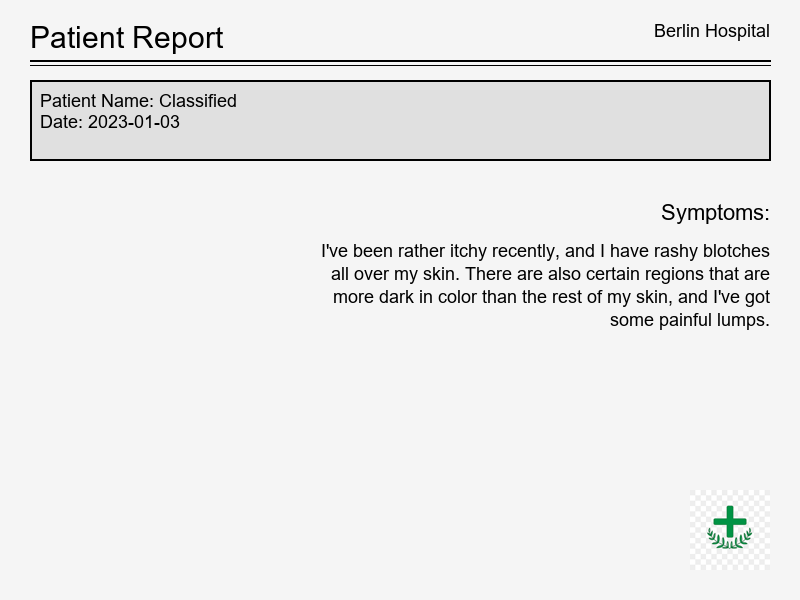 Patient Report
Berlin Hospital
Patient Name: Classified
Date: 2023-01-03
Symptoms:
I've been rather itchy recently, and I have rashy blotches
all over my skin. There are also certain regions that are
more dark in color than the rest of my skin, and I've got
some painful lumps.